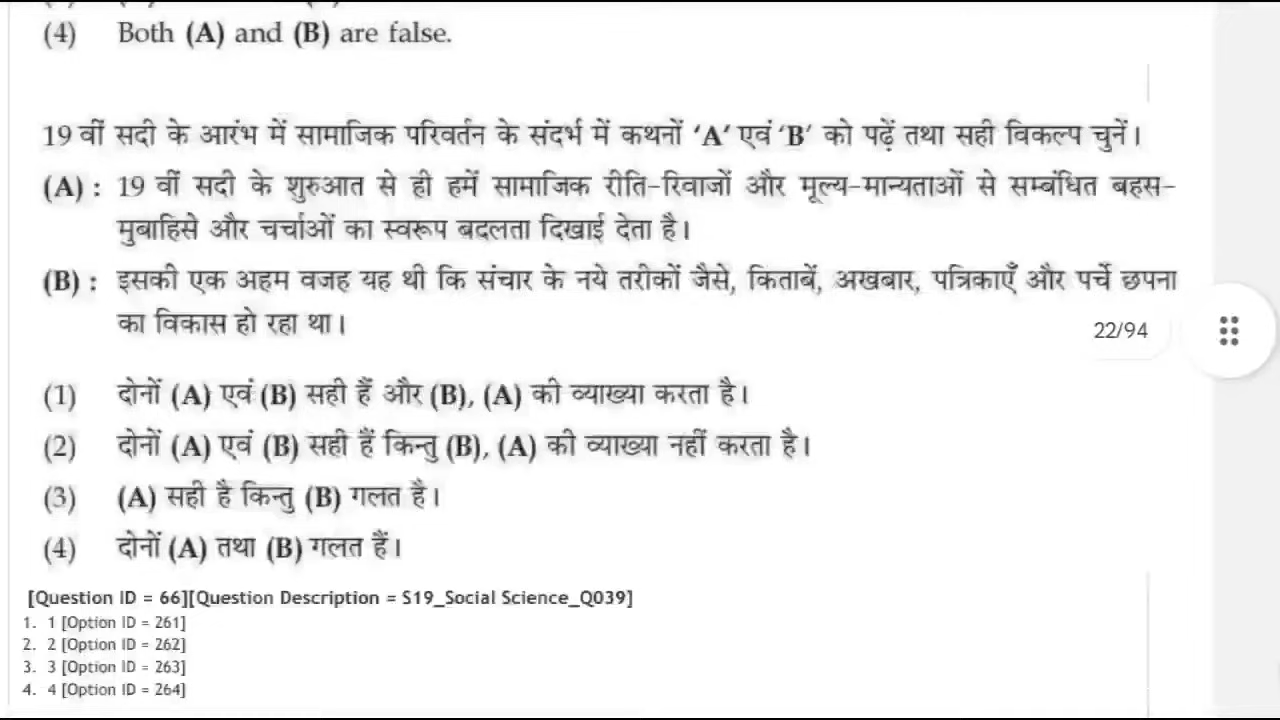 (4) Both (A) and (B) are false.
19 वीं सदी के आरंभ में सामाजिक परिवर्तन के संदर्भ में कथनों ‘A’ एवं ‘B’ को पढ़ें तथा सही विकल्प चुनें।
(A) : 19 वीं सदी के शुरुआत से ही हमें सामाजिक रीति-रिवाजों और मूल्य-मान्यताओं से सम्बंधित बहस-
मुबाहिसे और चर्चाओं का स्वरूप बदलता दिखाई देता है।
(B) : इसकी एक अहम वजह यह थी कि संचार के नये तरीकों जैसे, किताबें, अखबार, पत्रिकाएँ और पर्चे छपना
का विकास हो रहा था।
22/94
(1) दोनों (A) एवं (B) सही हैं और (B), (A) की व्याख्या करता है।
(2) दोनों (A) एवं (B) सही हैं किन्तु (B), (A) की व्याख्या नहीं करता है।
(3) (A) सही है किन्तु (B) गलत है।
(4) दोनों (A) तथा (B) गलत हैं।
[Question ID = 66][Question Description = S19_Social Science_Q039]
1. 1 [Option ID = 261]
2. 2 [Option ID = 262]
3. 3 [Option ID = 263]
4. 4 [Option ID = 264]